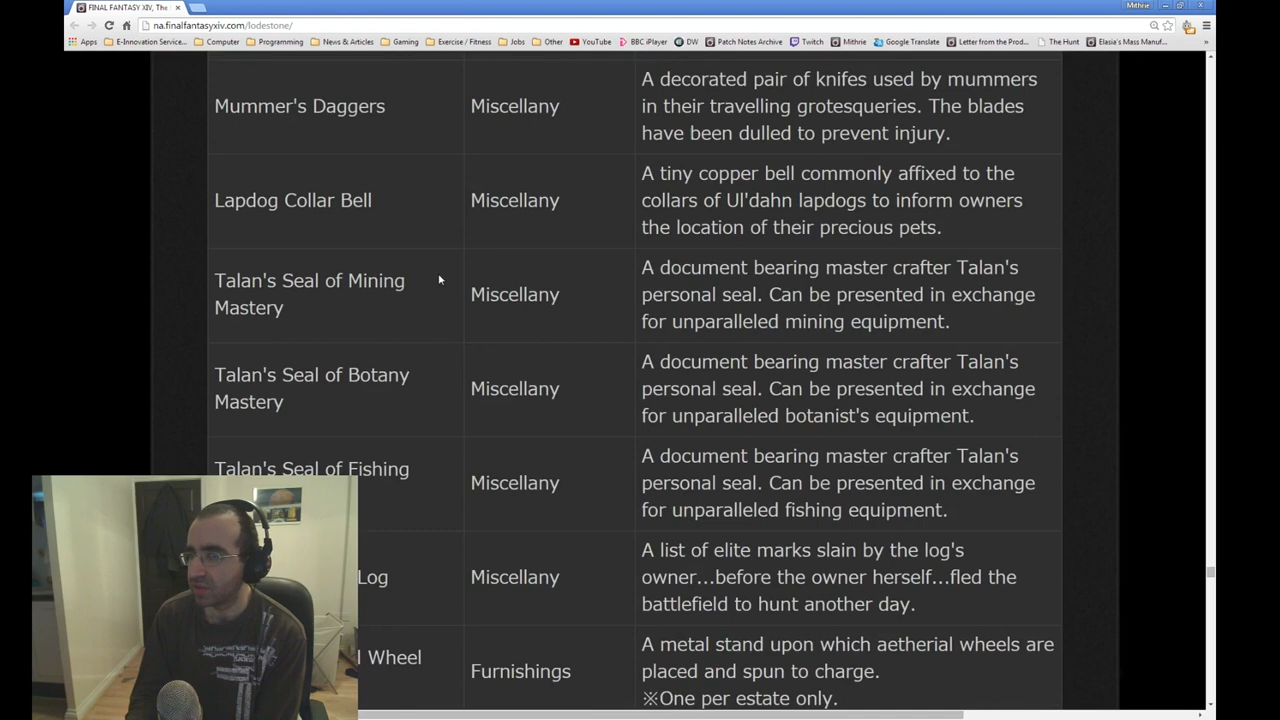 FINAL FANTASY XIV, The
Mithrie
na.finalfantasyxiv.com/lodestone/
Apps E-Innovation Service... Computer Programming News & Articles Gaming Exercise / Fitness Jobs Other YouTube BBC iPlayer DW Patch Notes Archive Twitch Mithrie Google Translate Letter from the Prod... The Hunt Elasia's Mass Manuf...
Mummer's Daggers
Miscellany
A decorated pair of knifes used by mummers
in their travelling grotesqueries. The blades
have been dulled to prevent injury.
Lapdog Collar Bell
Miscellany
A tiny copper bell commonly affixed to the
collars of Ul'dahn lapdogs to inform owners
the location of their precious pets.
Talan's Seal of Mining
Mastery
Miscellany
A document bearing master crafter Talan's
personal seal. Can be presented in exchange
for unparalleled mining equipment.
Talan's Seal of Botany
Mastery
Miscellany
A document bearing master crafter Talan's
personal seal. Can be presented in exchange
for unparalleled botanist's equipment.
Talan's Seal of Fishing
Miscellany
A document bearing master crafter Talan's
personal seal. Can be presented in exchange
for unparalleled fishing equipment.
Log
Miscellany
A list of elite marks slain by the log's
owner...before the owner herself...fled the
battlefield to hunt another day.
l Wheel
Furnishings
A metal stand upon which aetherial wheels are
placed and spun to charge.
※One per estate only.